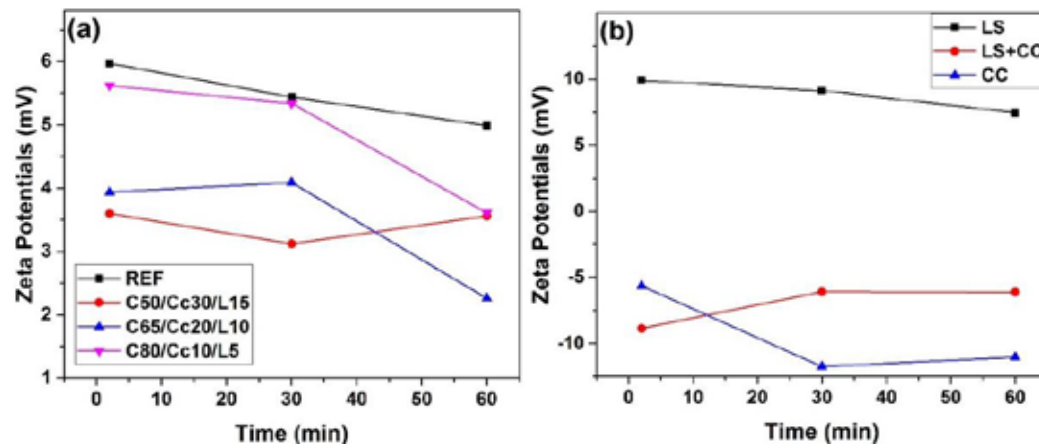 (a)
Zeta Potentials (mV)
6
5
4
3
2
1
REF
C50/Cc30/L15
C65/Cc20/L10
C80/Cc10/L5
0 10 20 30 40 50 60
Time (min)
(b)
Zeta Potentials (mV)
10
5
0
-5
-10
LS
LS+CC
CC
0 10 20 30 40 50 60
Time (min)